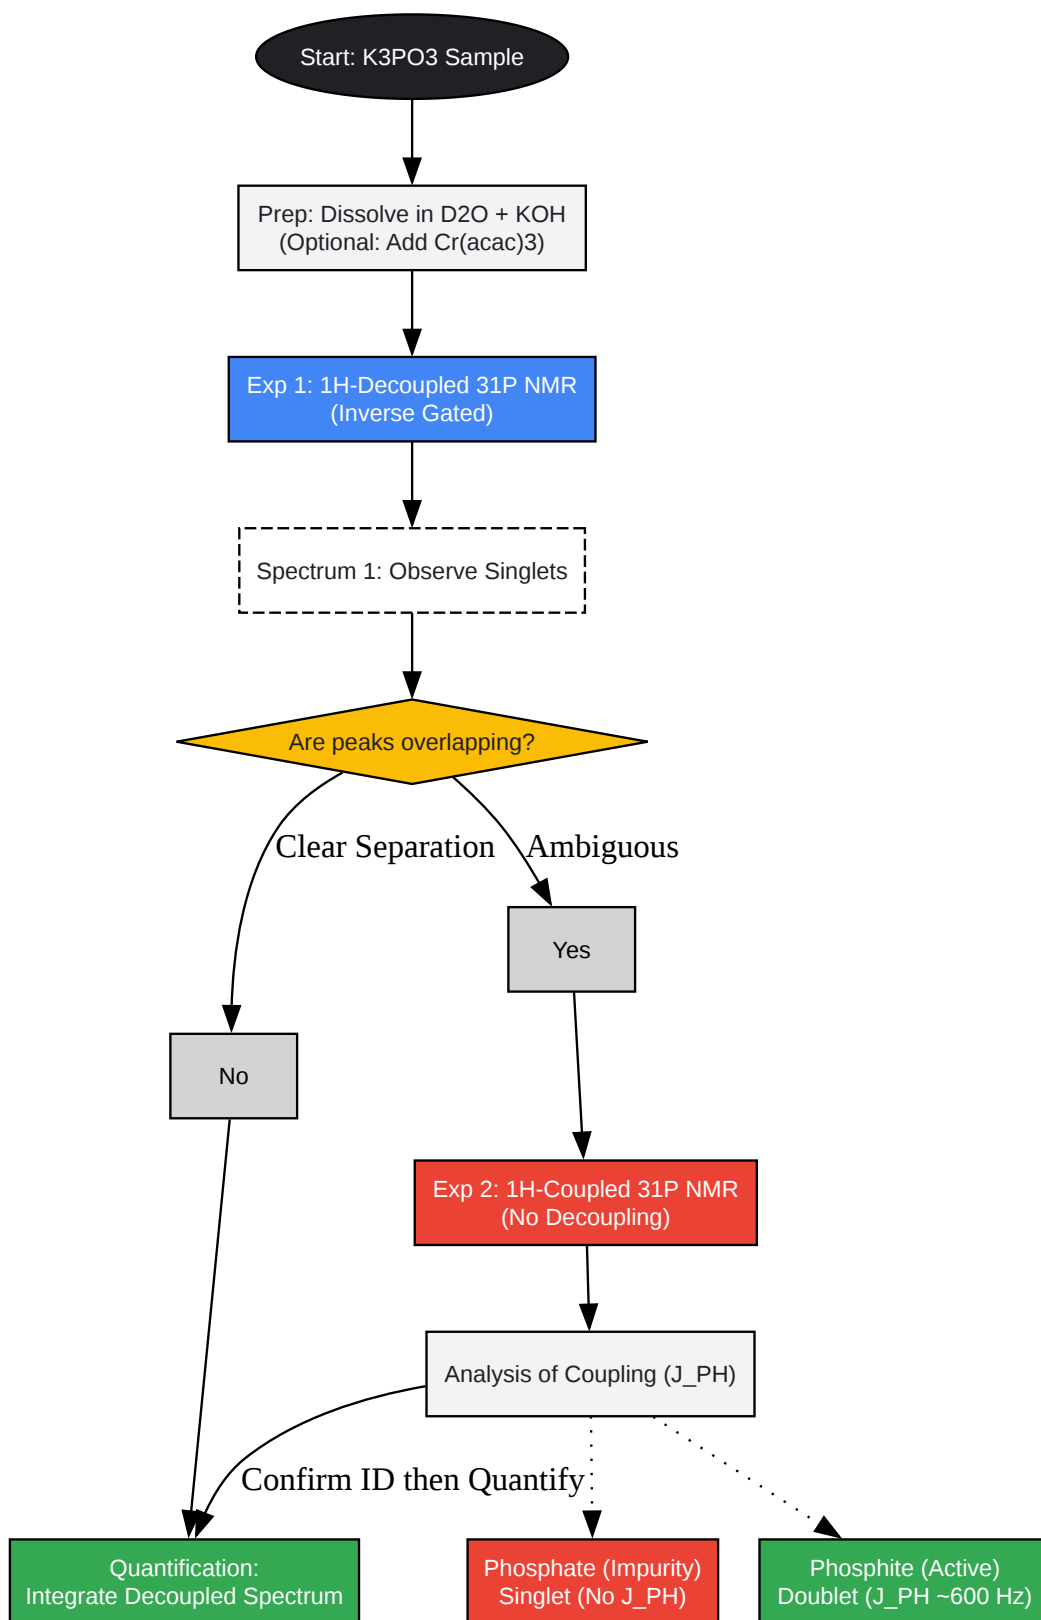 Start: K3PO3 Sample
Prep: Dissolve in D2O + KOH
(Optional: Add Cr(acac)3)
Exp 1: 1H-Decoupled 31P NMR
(Inverse Gated)
Spectrum 1: Observe Singlets
Are peaks overlapping?
Clear Separation
Ambiguous
Yes
No
Exp 2: 1H-Coupled 31P NMR
(No Decoupling)
Analysis of Coupling (J_PH)
Confirm ID then Quantify
Quantification:
Integrate Decoupled Spectrum
Phosphate (Impurity)
Singlet (No J_PH)
Phosphite (Active)
Doublet (J_PH ~600 Hz)